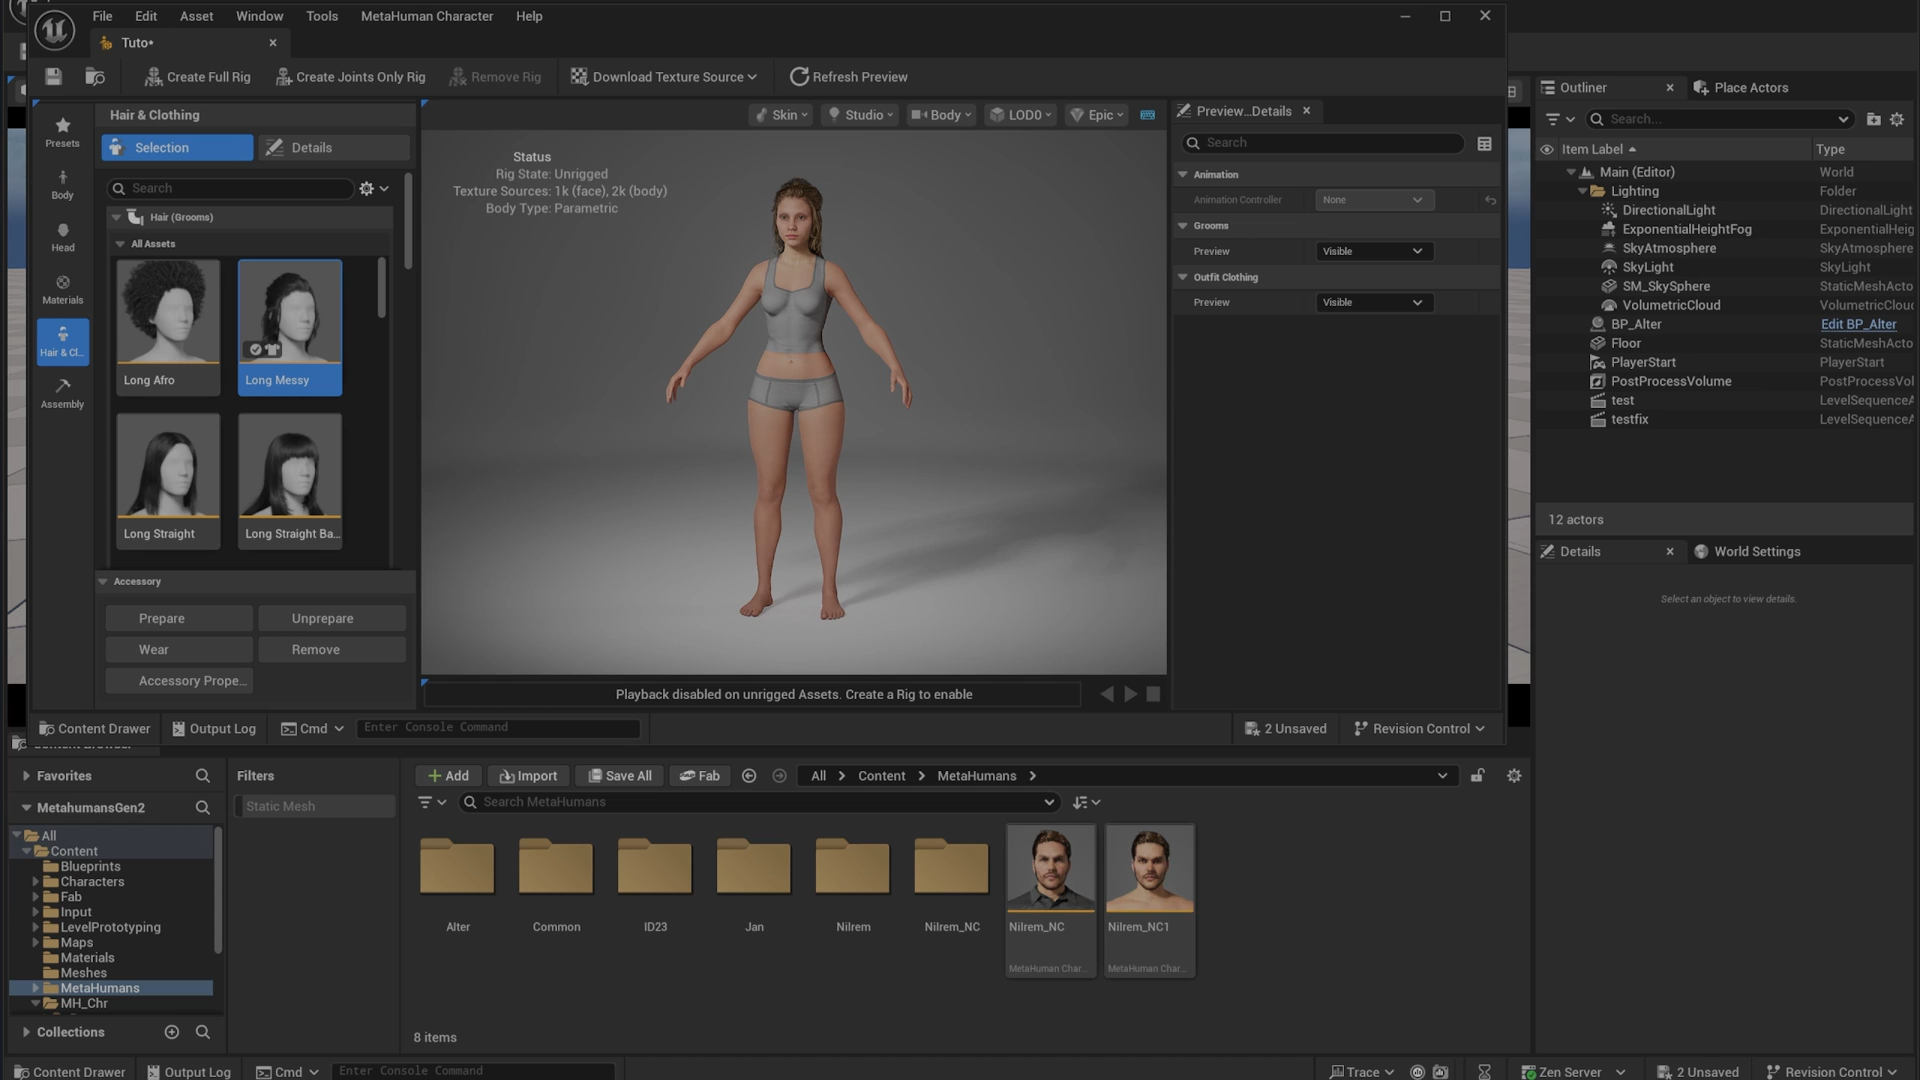 File Edit Asset Window Tools MetaHuman Character Help
Tuto*
Create Full Rig Create Joints Only Rig Remove Rig Download Texture Source Refresh Preview
Presets
Body
Head
Materials
Hair & Cl...
Assembly
Hair & Clothing
Selection Details
Search
Hair (Grooms)
All Assets
Long Afro Long Messy
Long Straight Long Straight Ba...
Accessory
Prepare Unprepare
Wear Remove
Accessory Prope...
Skin Studio Body LOD0 Epic
Status
Rig State: Unrigged
Texture Sources: 1k (face), 2k (body)
Body Type: Parametric
Playback disabled on unrigged Assets. Create a Rig to enable
Preview...Details
Search
Animation
Animation Controller None
Grooms
Preview Visible
Outfit Clothing
Preview Visible
Content Drawer Output Log Cmd Enter Console Command 2 Unsaved Revision Control
Outliner Place Actors
Search...
Item Label Type
Main (Editor) World
Lighting Folder
DirectionalLight DirectionalLight
ExponentialHeightFog ExponentialHeig
SkyAtmosphere SkyAtmosphere
SkyLight SkyLight
SM_SkySphere StaticMeshActo
VolumetricCloud VolumetricClouc
BP_Alter Edit BP_Alter
Floor StaticMeshActo
PlayerStart PlayerStart
PostProcessVolume PostProcessVol
test LevelSequenceA
testfix LevelSequenceA
12 actors
Details World Settings
Select an object to view details.
Favorites
MetahumansGen2
All
Content
Blueprints
Characters
Fab
Input
LevelPrototyping
Maps
Materials
Meshes
MetaHumans
MH_Chr
Collections
Filters
Static Mesh
Add Import Save All Fab All Content MetaHumans
Search MetaHumans
Alter Common ID23 Jan Nilrem Nilrem_NC Nilrem_NC Nilrem_NC1
MetaHuman Char... MetaHuman Char...
8 items
Content Drawer Output Log Cmd Enter Console Command Trace Zen Server 2 Unsaved Revision Control